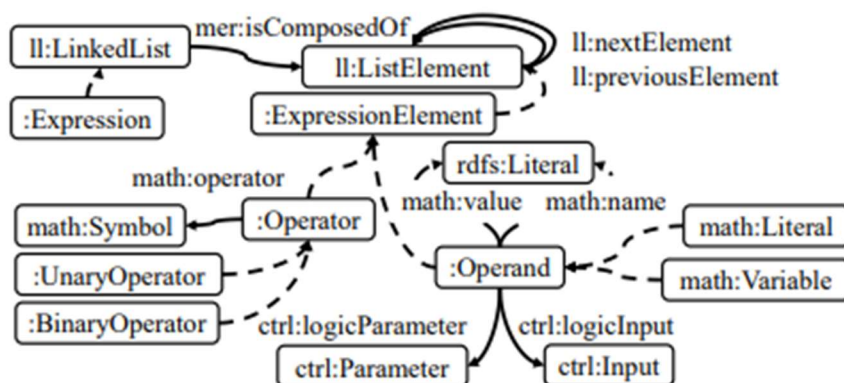 mer:isComposedOf
ll:LinkedList
ll:nextElement
ll:ListElement
ll:previousElement
:Expression
:ExpressionElement
rdfs:Literal
math:operator
math:value
math:name
math:Symbol
:Operator
math:Literal
:UnaryOperator
:Operand
math:Variable
:BinaryOperator
ctrl:logicParameter
ctrl:logicInput
ctrl:Parameter
ctrl:Input